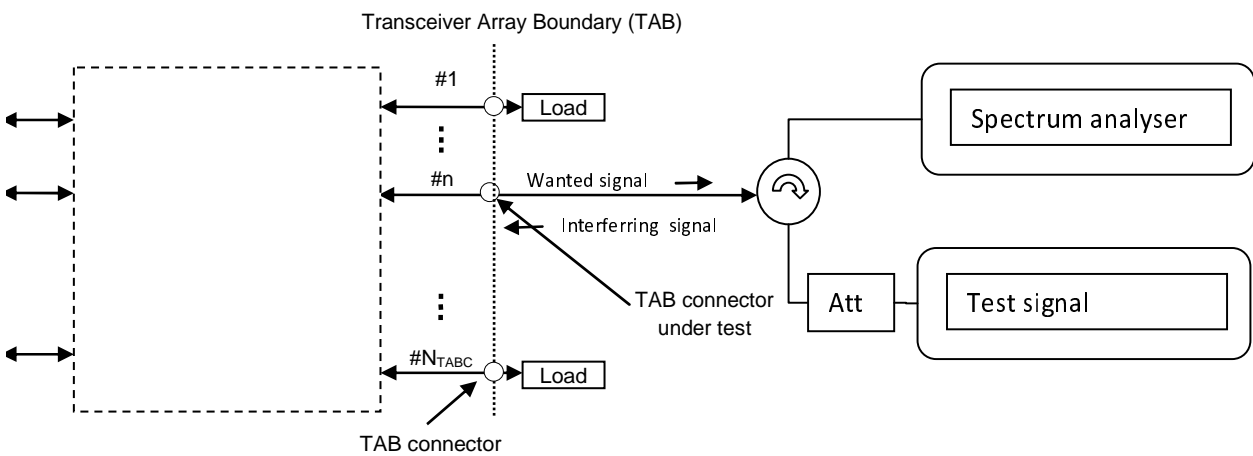 Transceiver Array Boundary (TAB)
#1
Load
Spectrum analyser
#n
Wanted signal
Interferring signal
TAB connector
under test
Att
Test signal
#NTABC
Load
TAB connector